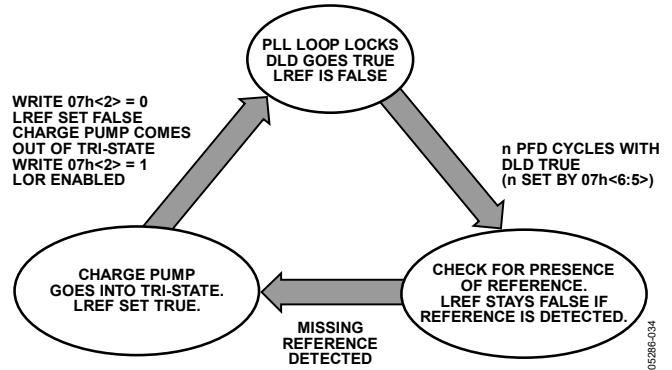 PLL LOOP LOCKS
DLD GOES TRUE
LREF IS FALSE
WRITE 07h<2> = 0
LREF SET FALSE
CHARGE PUMP COMES
OUT OF TRI-STATE
WRITE 07h<2> = 1
LOR ENABLED
n PFD CYCLES WITH
DLD TRUE
(n SET BY 07h<6:5>)
CHARGE PUMP
GOES INTO TRI-STATE.
LREF SET TRUE.
CHECK FOR PRESENCE
OF REFERENCE.
LREF STAYS FALSE IF
REFERENCE IS DETECTED.
MISSING
REFERENCE
DETECTED
05286-034